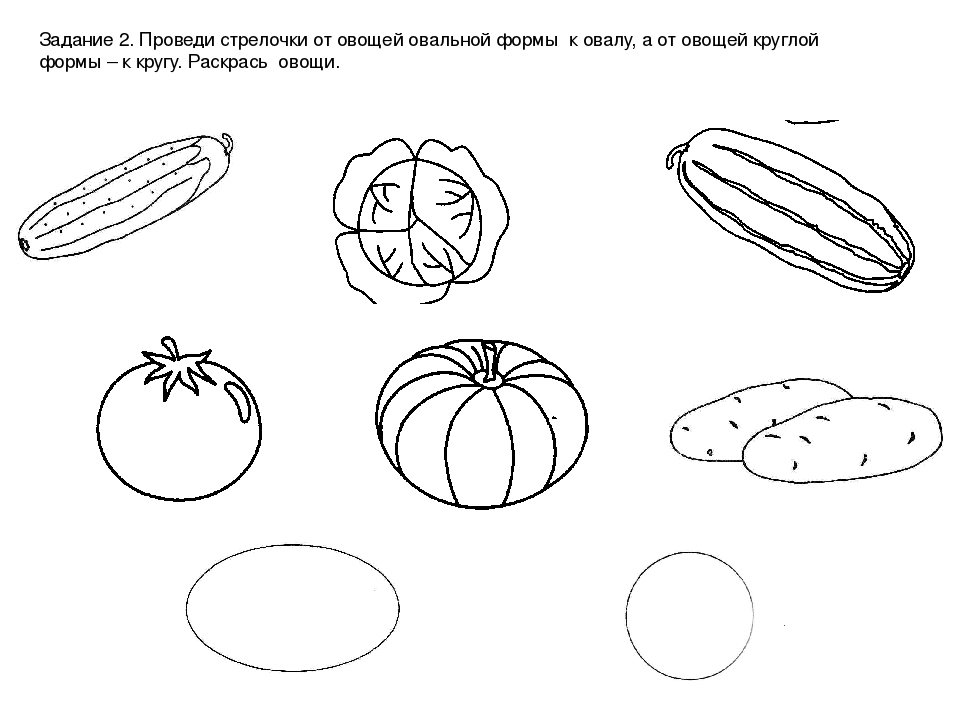 Задание 2. Проведи стрелочки от овощей овальной формы  к овалу, а от овощей круглой
формы – к кругу. Раскрась  овощи.